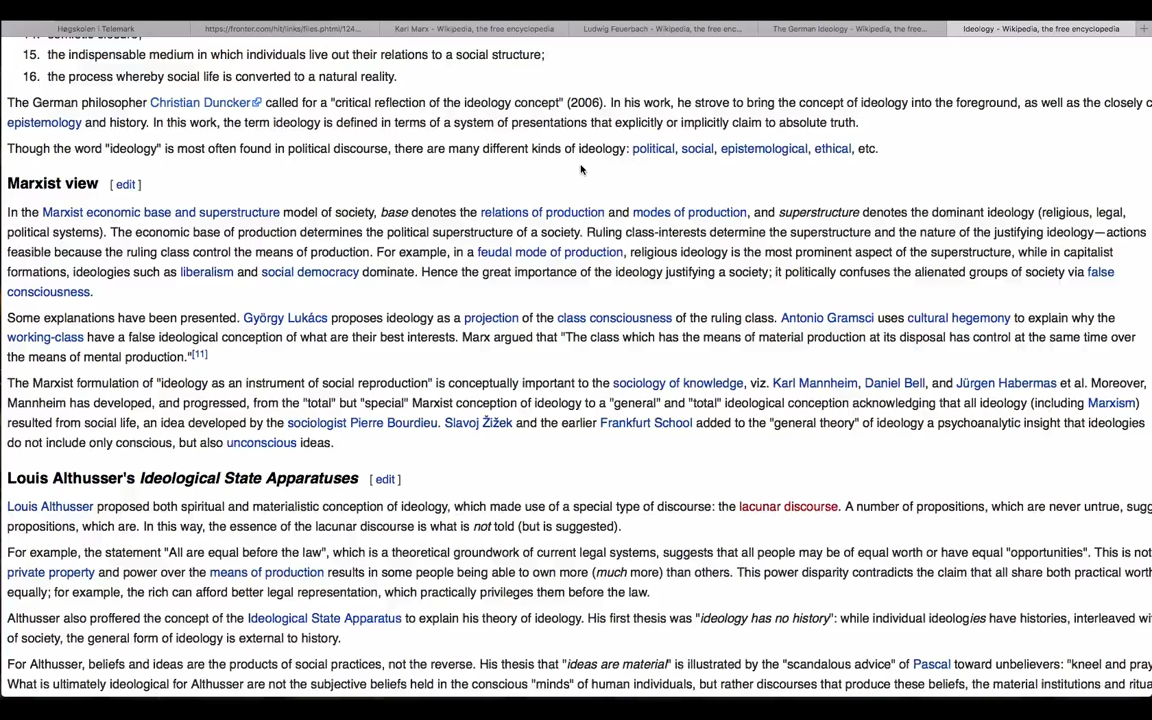 Høgskolen i Telemark
https://fronter.com/hit/links/files.phtml/124...
Karl Marx - Wikipedia, the free encyclopedia
Ludwig Feuerbach - Wikipedia, the free enc...
The German Ideology - Wikipedia, the free...
Ideology - Wikipedia, the free encyclopedia
15. the indispensable medium in which individuals live out their relations to a social structure;
16. the process whereby social life is converted to a natural reality.
The German philosopher Christian Duncker called for a "critical reflection of the ideology concept" (2006). In his work, he strove to bring the concept of ideology into the foreground, as well as the closely c
epistemology and history. In this work, the term ideology is defined in terms of a system of presentations that explicitly or implicitly claim to absolute truth.
Though the word "ideology" is most often found in political discourse, there are many different kinds of ideology: political, social, epistemological, ethical, etc.
Marxist view [ edit ]
In the Marxist economic base and superstructure model of society, base denotes the relations of production and modes of production, and superstructure denotes the dominant ideology (religious, legal,
political systems). The economic base of production determines the political superstructure of a society. Ruling class-interests determine the superstructure and the nature of the justifying ideology—actions
feasible because the ruling class control the means of production. For example, in a feudal mode of production, religious ideology is the most prominent aspect of the superstructure, while in capitalist
formations, ideologies such as liberalism and social democracy dominate. Hence the great importance of the ideology justifying a society; it politically confuses the alienated groups of society via false
consciousness.
Some explanations have been presented. György Lukács proposes ideology as a projection of the class consciousness of the ruling class. Antonio Gramsci uses cultural hegemony to explain why the
working-class have a false ideological conception of what are their best interests. Marx argued that "The class which has the means of material production at its disposal has control at the same time over
the means of mental production."[11]
The Marxist formulation of "ideology as an instrument of social reproduction" is conceptually important to the sociology of knowledge, viz. Karl Mannheim, Daniel Bell, and Jürgen Habermas et al. Moreover,
Mannheim has developed, and progressed, from the "total" but "special" Marxist conception of ideology to a "general" and "total" ideological conception acknowledging that all ideology (including Marxism)
resulted from social life, an idea developed by the sociologist Pierre Bourdieu. Slavoj Žižek and the earlier Frankfurt School added to the "general theory" of ideology a psychoanalytic insight that ideologies
do not include only conscious, but also unconscious ideas.
Louis Althusser's Ideological State Apparatuses [ edit ]
Louis Althusser proposed both spiritual and materialistic conception of ideology, which made use of a special type of discourse: the lacunar discourse. A number of propositions, which are never untrue, sugg
propositions, which are. In this way, the essence of the lacunar discourse is what is not told (but is suggested).
For example, the statement "All are equal before the law", which is a theoretical groundwork of current legal systems, suggests that all people may be of equal worth or have equal "opportunities". This is not
private property and power over the means of production results in some people being able to own more (much more) than others. This power disparity contradicts the claim that all share both practical worth
equally; for example, the rich can afford better legal representation, which practically privileges them before the law.
Althusser also proffered the concept of the Ideological State Apparatus to explain his theory of ideology. His first thesis was "ideology has no history": while individual ideologies have histories, interleaved wi
of society, the general form of ideology is external to history.
For Althusser, beliefs and ideas are the products of social practices, not the reverse. His thesis that "ideas are material" is illustrated by the "scandalous advice" of Pascal toward unbelievers: "kneel and pray
What is ultimately ideological for Althusser are not the subjective beliefs held in the conscious "minds" of human individuals, but rather discourses that produce these beliefs, the material institutions and ritua